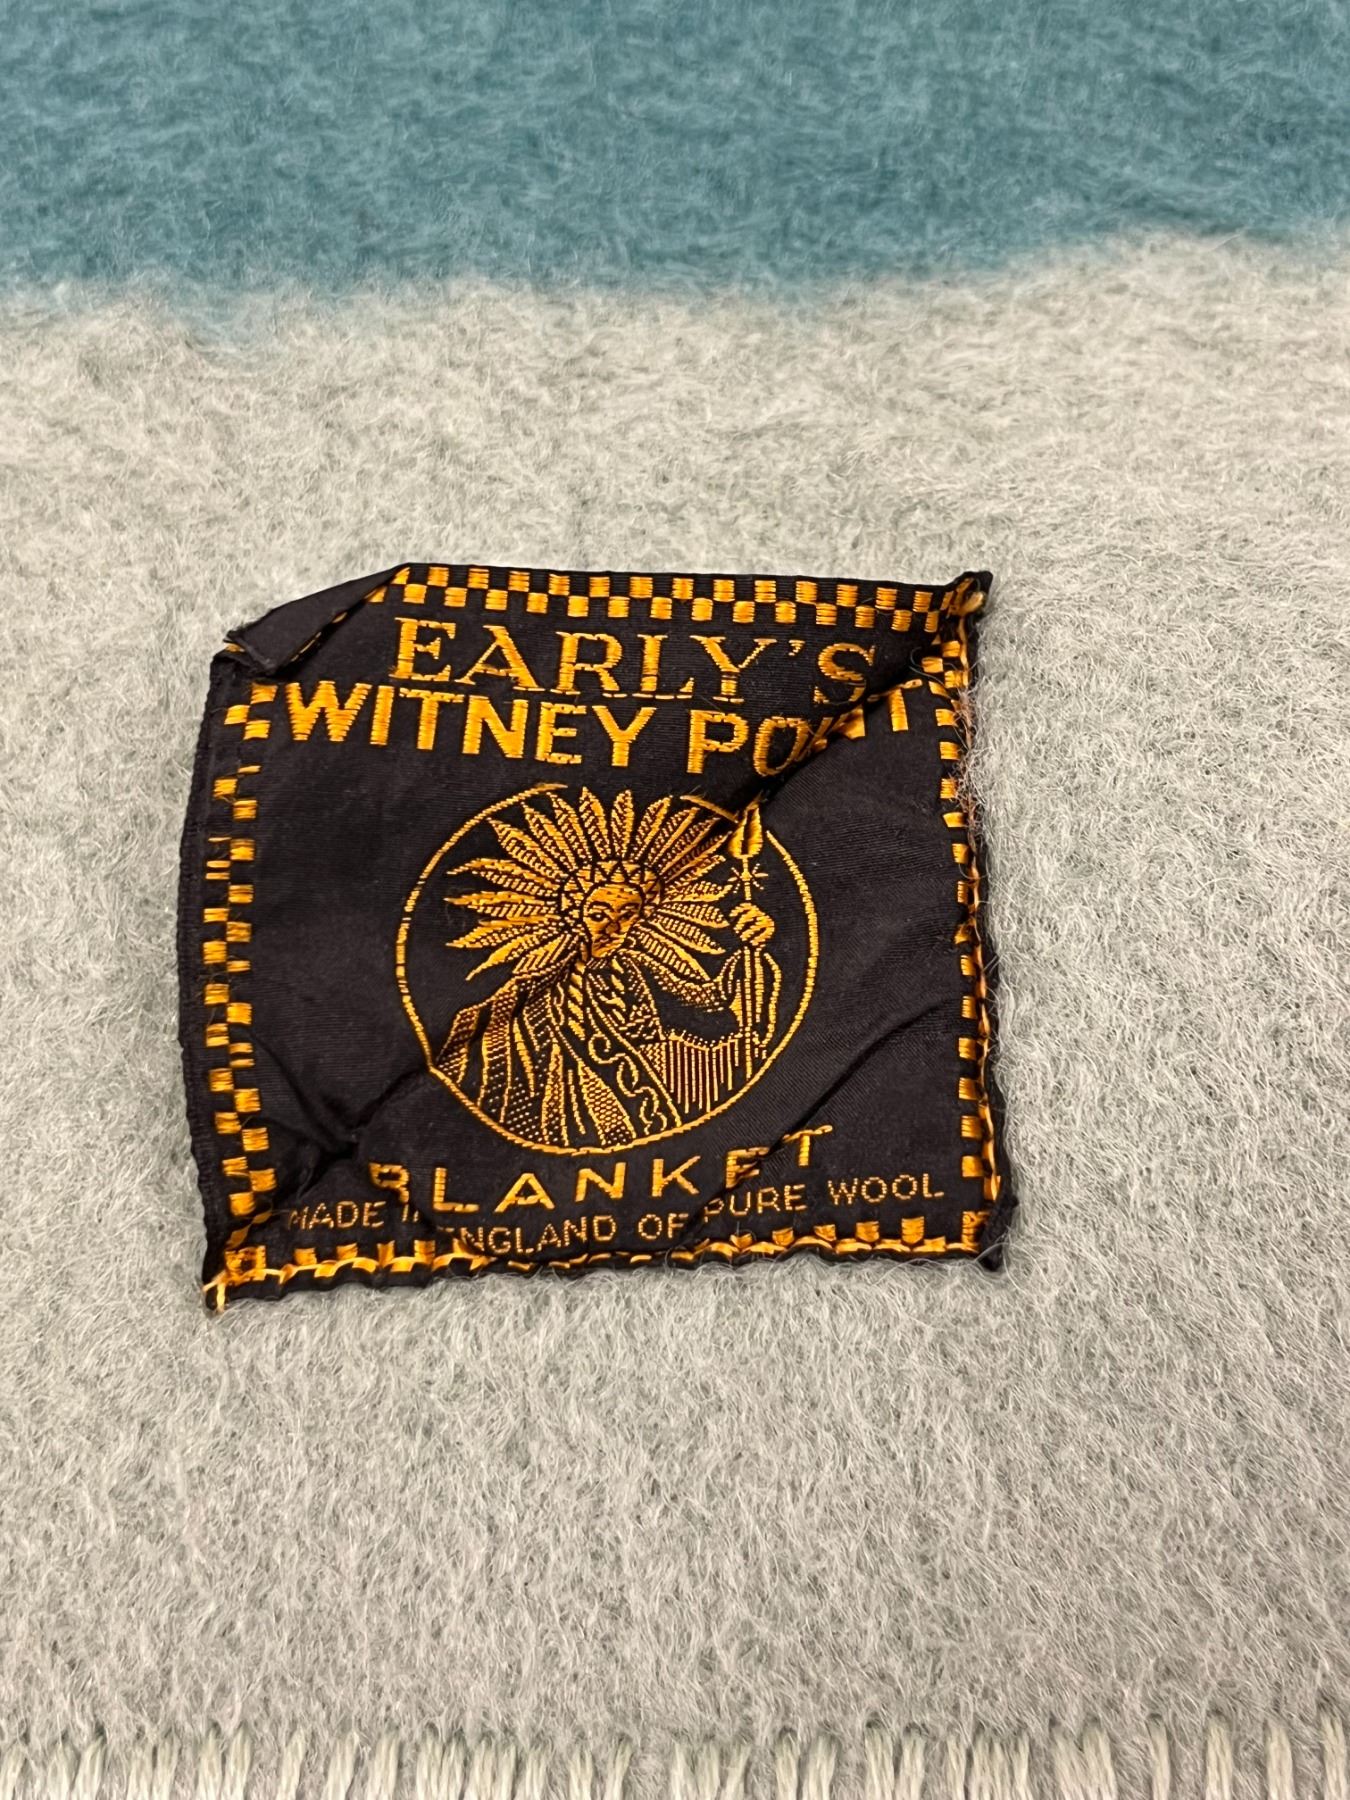 EARLY'S
WITNEY POINT
BLANKET
MADE IN ENGLAND OF PURE WOOL